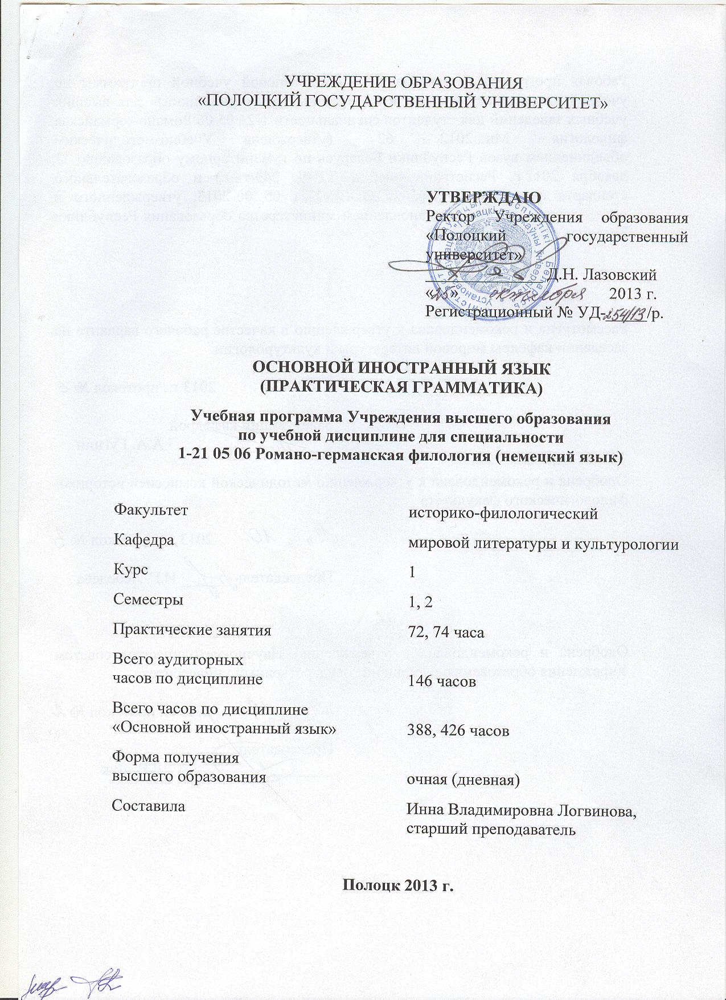 УЧРЕЖДЕНИЕ ОБРАЗОВАНИЯ
«ПОЛОЦКИЙ ГОСУДАРСТВЕННЫЙ УНИВЕРСИТЕТ»
УТВЕРЖДАЮ
Ректор Учреждения образования
«Полоцкий государственный
университет»
Д.Н. Лазовский
«25» октября 2013 г.
Регистрационный № УД-254/13/р.
ОСНОВНОЙ ИНОСТРАННЫЙ ЯЗЫК
(ПРАКТИЧЕСКАЯ ГРАММАТИКА)
Учебная программа Учреждения высшего образования
по учебной дисциплине для специальности
1-21 05 06 Романо-германская филология (немецкий язык)
Факультет историко-филологический
Кафедра мировой литературы и культурологии
Курс 1
Семестры 1, 2
Практические занятия 72, 74 часа
Всего аудиторных
часов по дисциплине 146 часов
Всего часов по дисциплине
«Основной иностранный язык» 388, 426 часов
Форма получения
высшего образования очная (дневная)
Составила Инна Владимировна Логвинова,
старший преподаватель
Полоцк 2013 г.